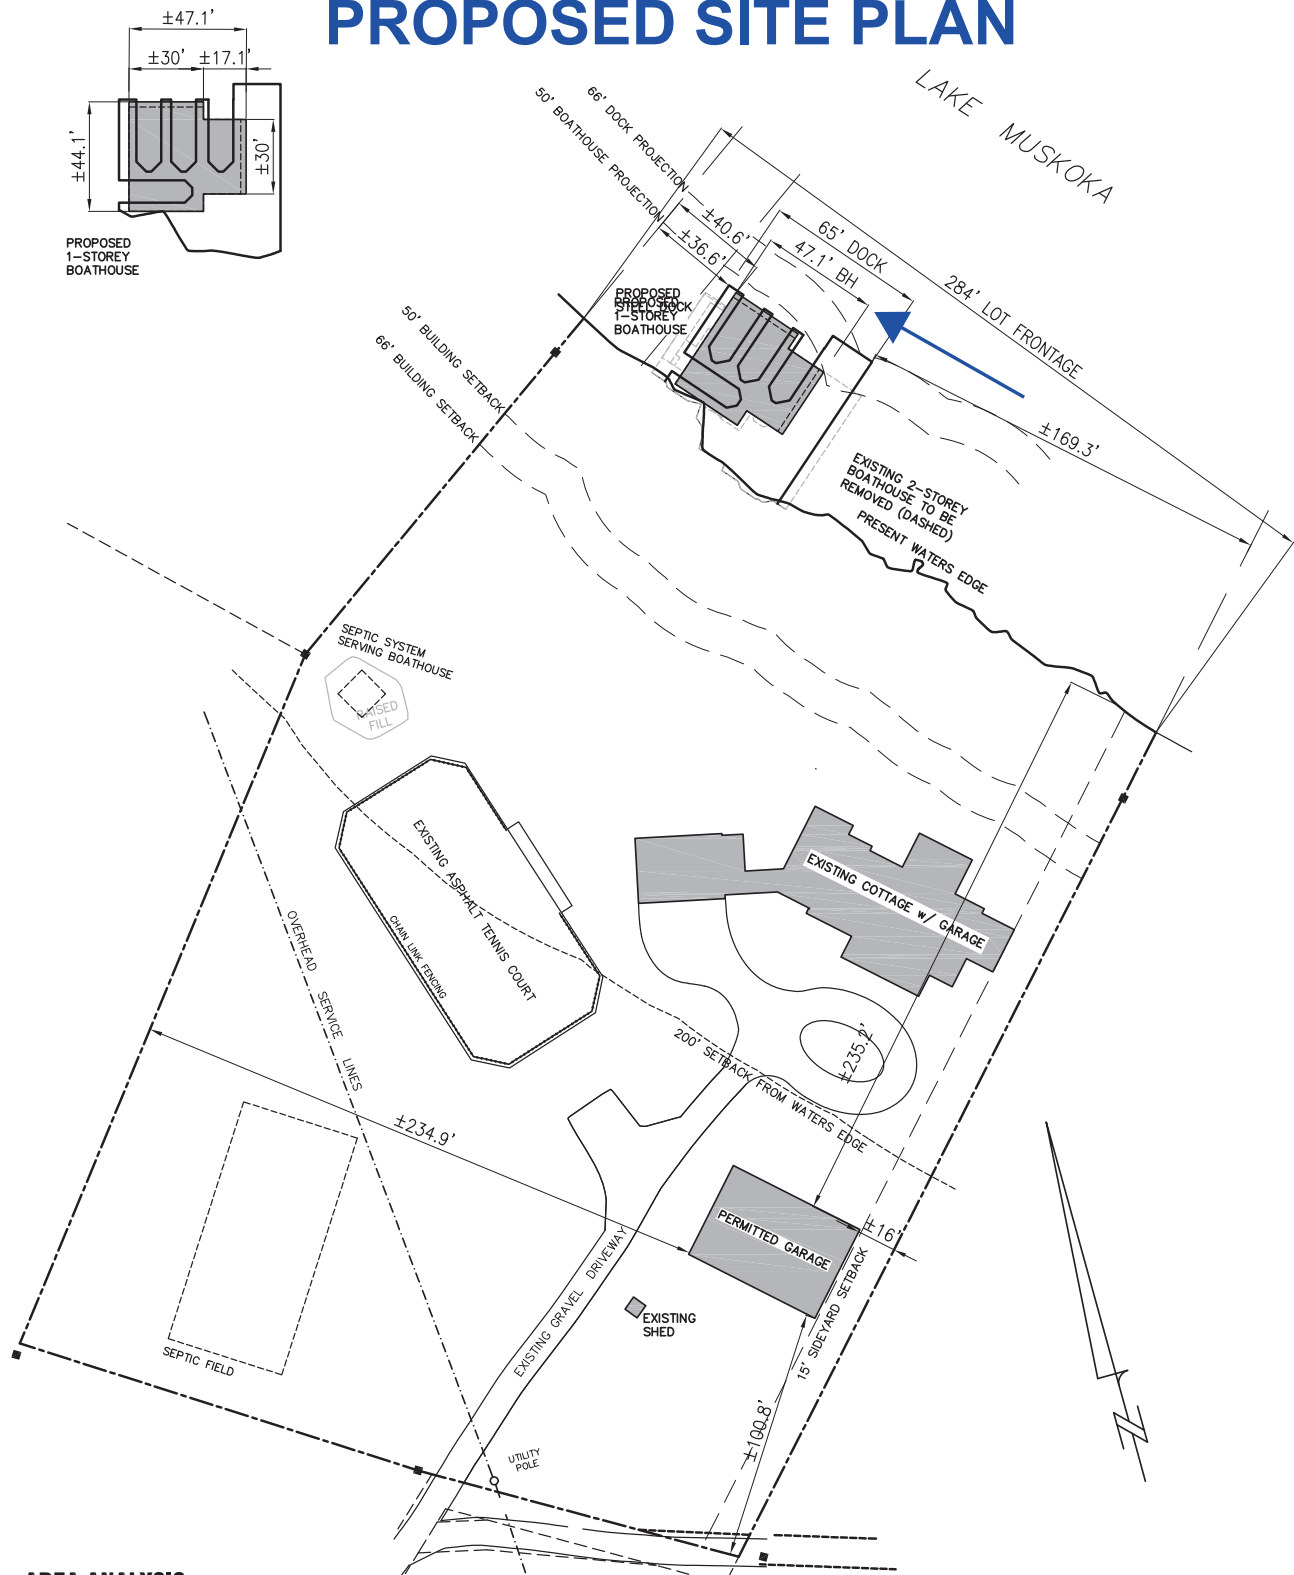 PROPOSED SITE PLAN
±47.1'
±30'
±17.1'
±44.1'
±30'
PROPOSED
1-STOREY
BOATHOUSE
LAKE MUSKOKA
66' DOCK PROJECTION
50' BOATHOUSE PROJECTION
±40.6'
±36.6'
65' DOCK
47.1' BH
284' LOT FRONTAGE
±169.3'
PROPOSED
STEEL DOCK
PROPOSED
1-STOREY
BOATHOUSE
50' BUILDING SETBACK
66' BUILDING SETBACK
EXISTING 2-STOREY
BOATHOUSE TO BE
REMOVED (DASHED)
PRESENT WATERS EDGE
SEPTIC SYSTEM
SERVING BOATHOUSE
RAISED
FILL
EXISTING ASPHALT TENNIS COURT
CHAIN LINK FENCING
EXISTING COTTAGE w/ GARAGE
OVERHEAD SERVICE LINES
200' SETBACK FROM WATERS EDGE
±235.2'
±234.9'
PERMITTED GARAGE
±16'
EXISTING GRAVEL DRIVEWAY
EXISTING
SHED
15' SIDEYARD SETBACK
SEPTIC FIELD
±100.8'
UTILITY
POLE
AREA ANALYSIS